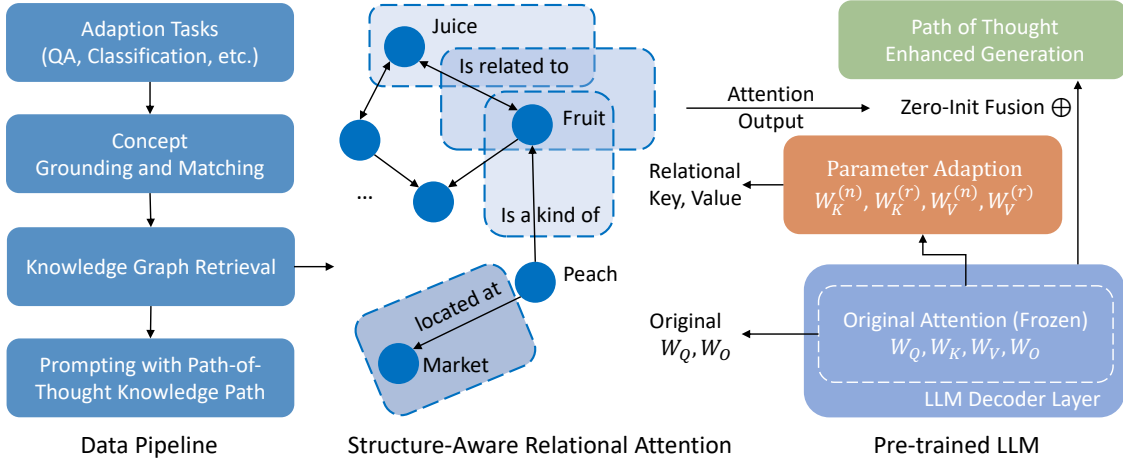 Adaption Tasks
(QA, Classification, etc.)
Concept
Grounding and Matching
Knowledge Graph Retrieval
Prompting with Path-of-
Thought Knowledge Path
Data Pipeline
Juice
Is related to
Fruit
...
Is a kind of
Peach
located at
Market
Structure-Aware Relational Attention
Path of Thought
Enhanced Generation
Attention
Output
Zero-Init Fusion ⊕
Relational
Key, Value
Parameter Adaption
$W_K^{(n)}, W_K^{(r)}, W_V^{(n)}, W_V^{(r)}$
Original
$W_Q, W_O$
Original Attention (Frozen)
$W_Q, W_K, W_V, W_O$
LLM Decoder Layer
Pre-trained LLM